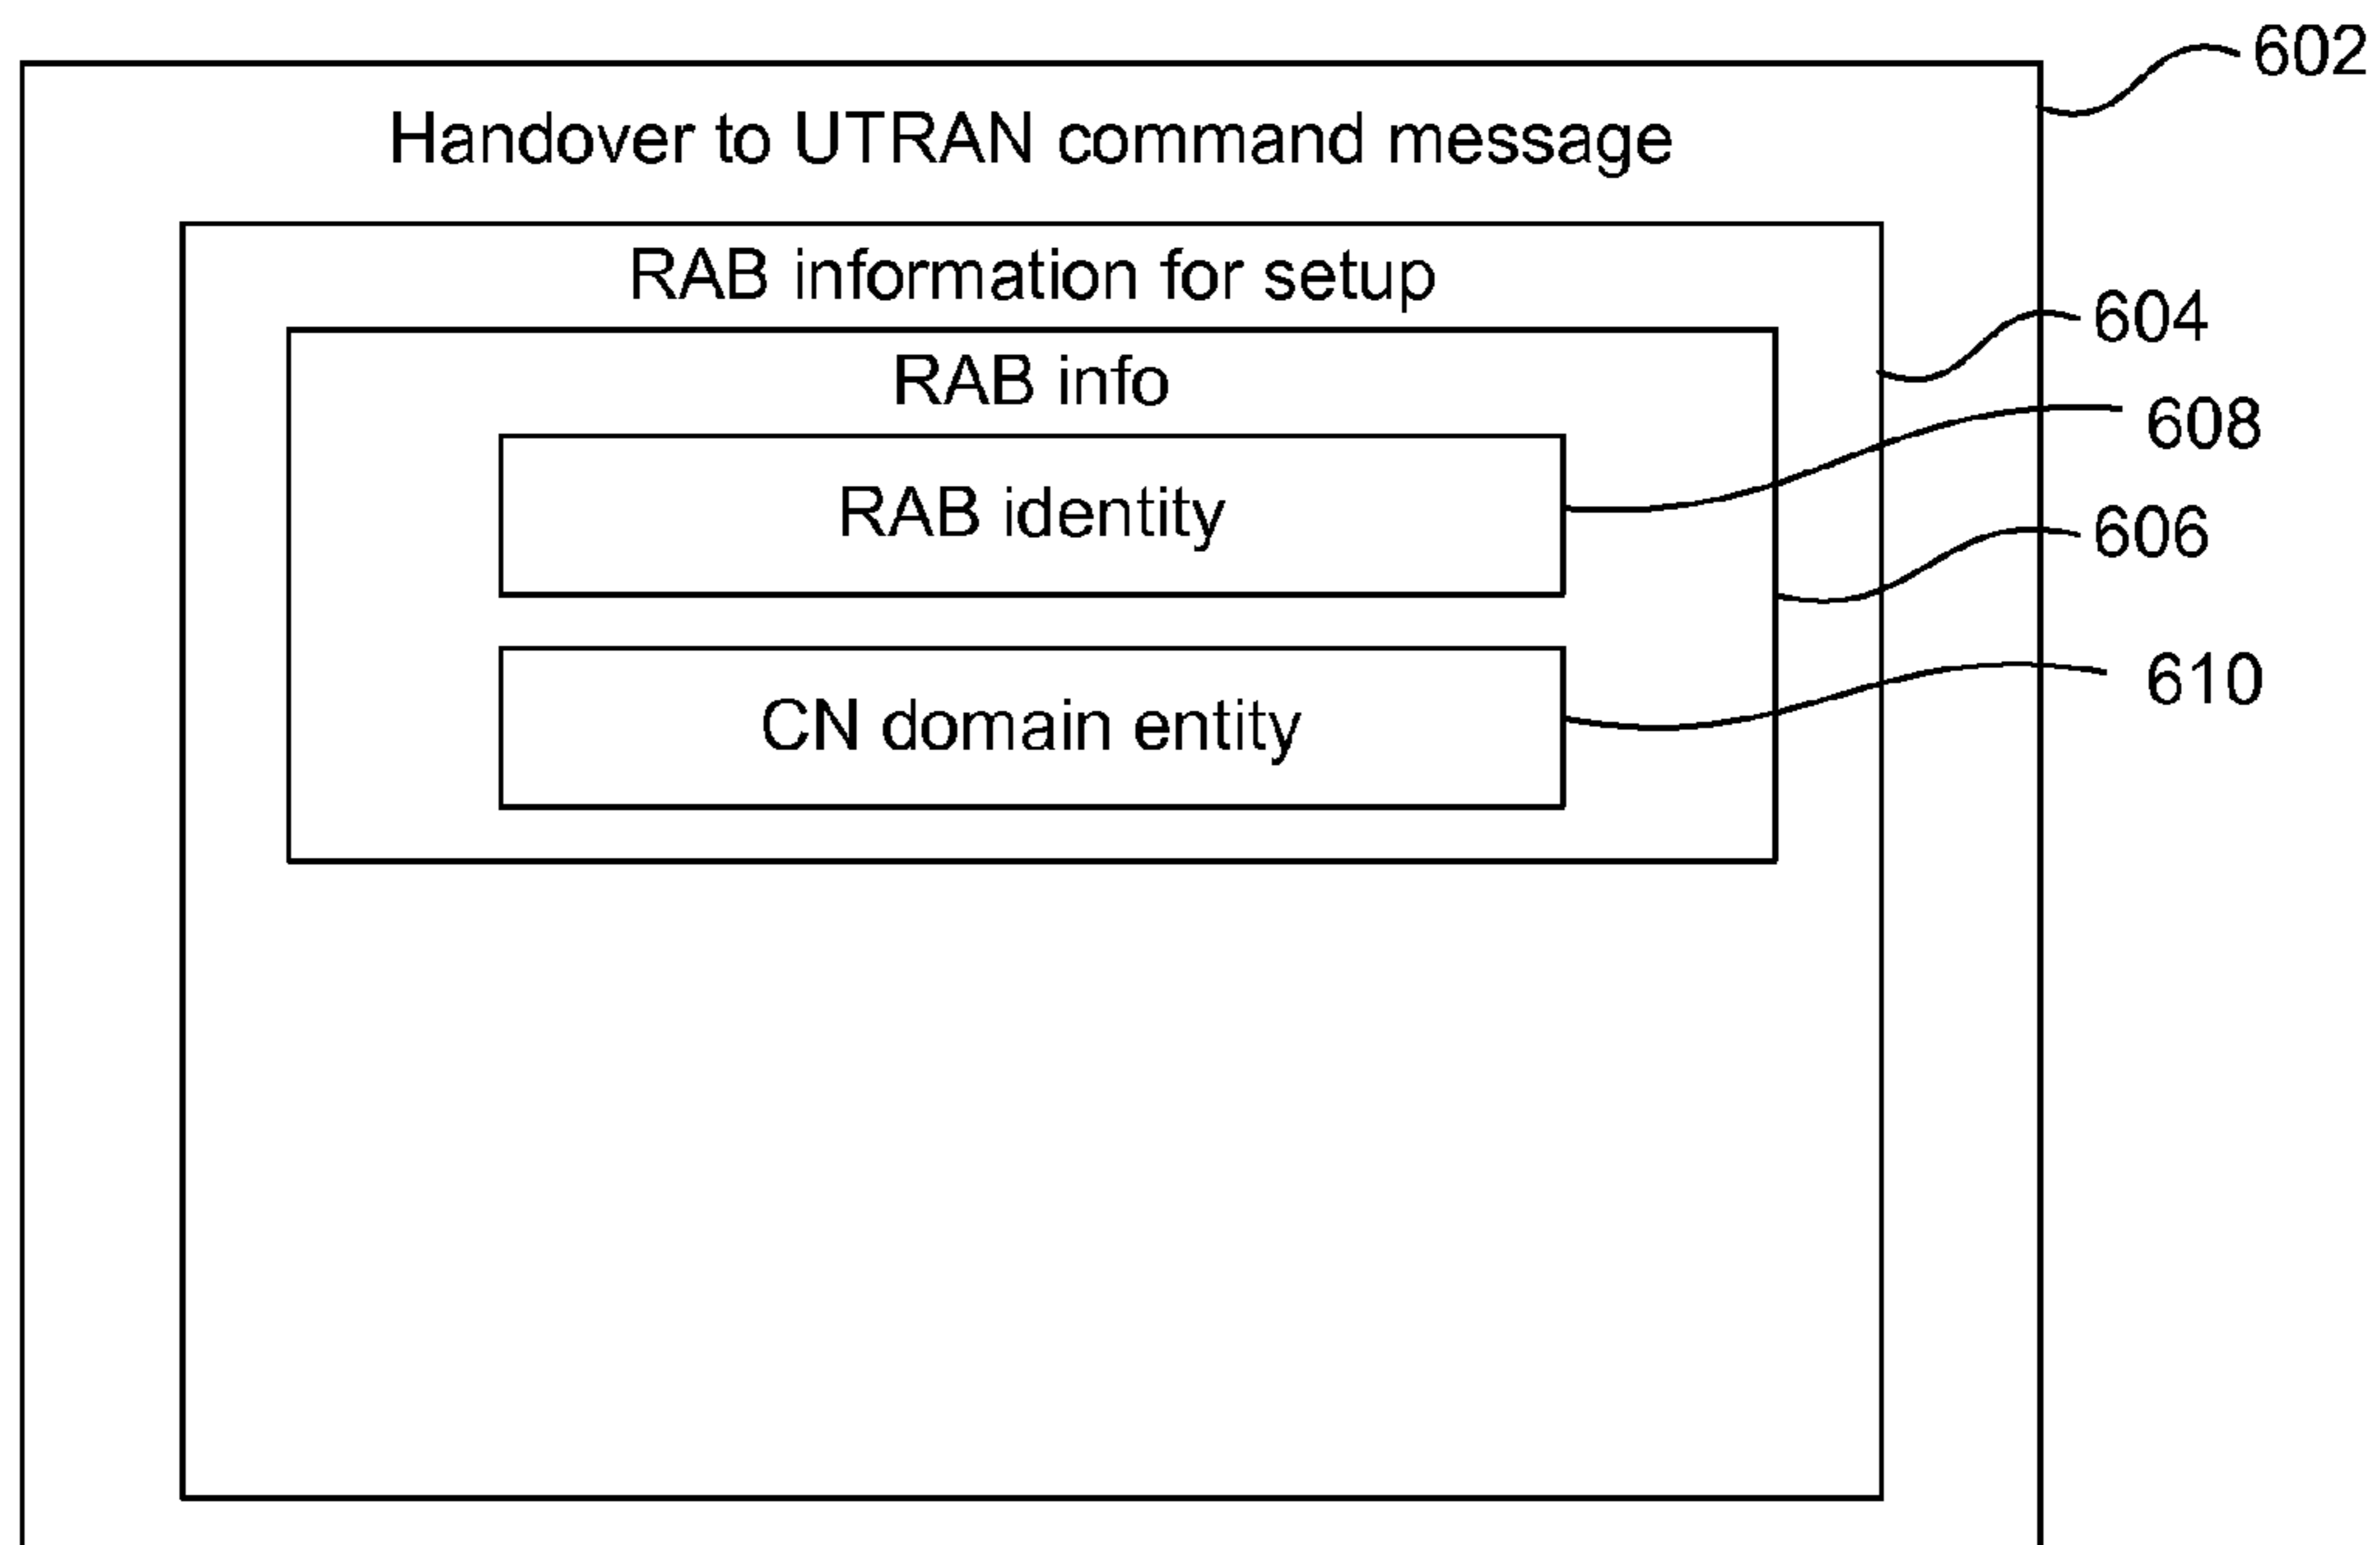 602
Handover to UTRAN command message
RAB information for setup
604
RAB info
608
RAB identity
606
610
CN domain entity